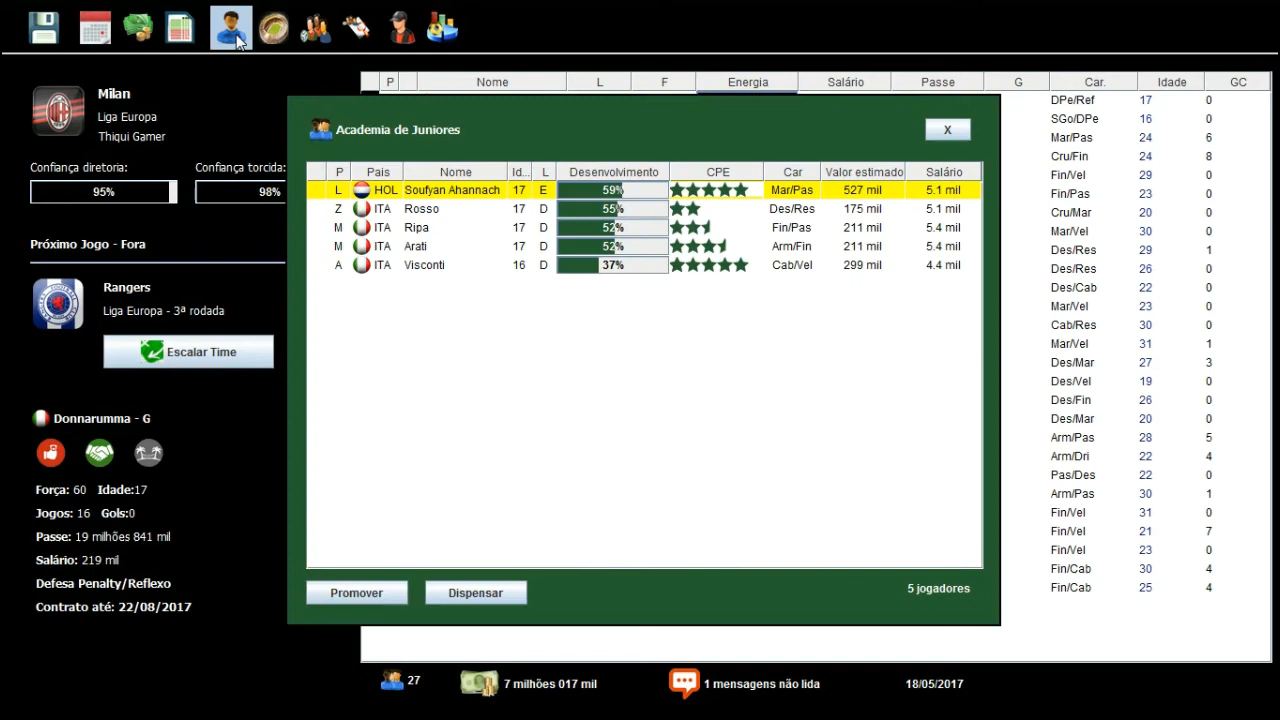 P Nome L F Energia Salário Passe G Car. Idade GC
Milan
Liga Europa
Thiqui Gamer
Confiança diretoria: Confiança torcida:
95% 98%
Próximo Jogo - Fora
Rangers
Liga Europa - 3ª rodada
Escalar Time
Donnarumma - G
Força: 60 Idade:17
Jogos: 16 Gols:0
Passe: 19 milhões 841 mil
Salário: 219 mil
Defesa Penalty/Reflexo
Contrato até: 22/08/2017
Academia de Juniores X
P Pais Nome Id... L Desenvolvimento CPE Car Valor estimado Salário
L HOL Soufyan Ahannach 17 E 59% Mar/Pas 527 mil 5.1 mil
Z ITA Rosso 17 D 55% Des/Res 175 mil 5.1 mil
M ITA Ripa 17 D 52% Fin/Pas 211 mil 5.4 mil
M ITA Arati 17 D 52% Arm/Fin 211 mil 5.4 mil
A ITA Visconti 16 D 37% Cab/Vel 299 mil 4.4 mil
Promover Dispensar 5 jogadores
DPe/Ref 17 0
SGo/DPe 16 0
Mar/Pas 24 6
Cru/Fin 24 8
Fin/Vel 29 0
Fin/Pas 23 0
Cru/Mar 20 0
Mar/Vel 30 0
Des/Res 29 1
Des/Res 26 0
Des/Cab 22 0
Mar/Vel 23 0
Cab/Res 30 0
Mar/Vel 31 1
Des/Mar 27 3
Des/Vel 19 0
Des/Fin 26 0
Des/Mar 20 0
Arm/Pas 28 5
Arm/Dri 22 4
Pas/Des 22 0
Arm/Pas 30 1
Fin/Vel 31 0
Fin/Vel 21 7
Fin/Vel 23 0
Fin/Cab 30 4
Fin/Cab 25 4
27 7 milhões 017 mil 1 mensagens não lida 18/05/2017